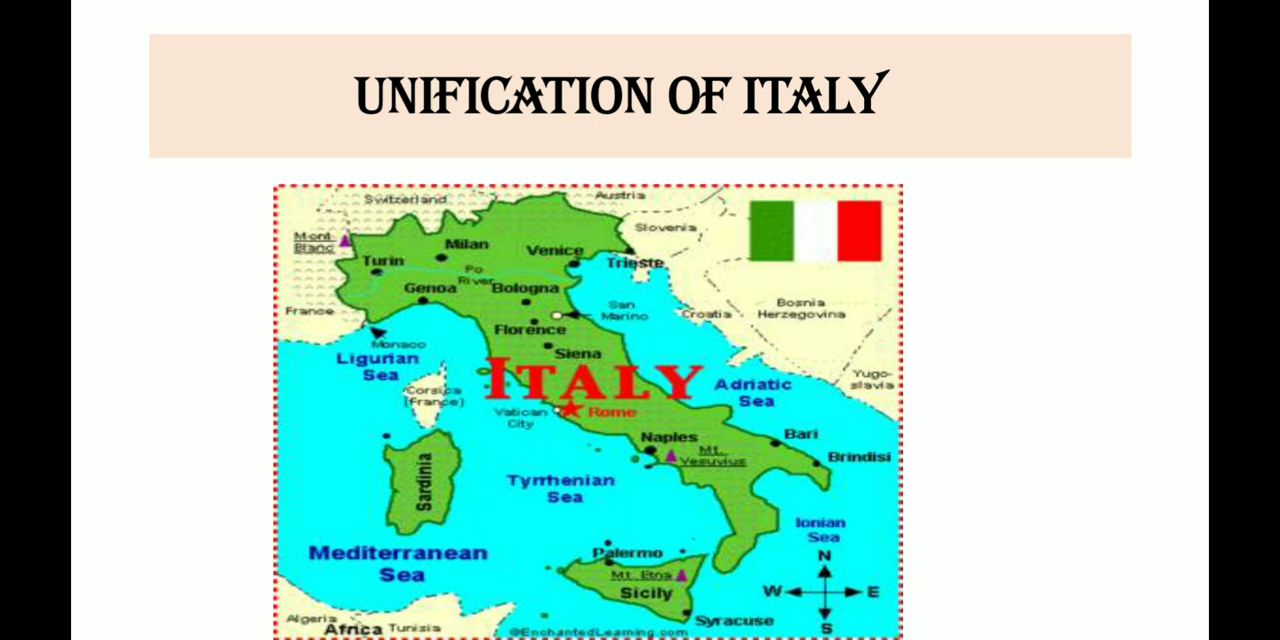 UNIFICATION OF ITALY
Switzerland
Austria
Slovenia
Mont
Blanc
Milan
Venice
Turin
Trieste
Po
River
Genoa
Bologna
San
Marino
Bosnia
Herzegovina
France
Croatia
Florence
Monaco
Siena
Ligurian
Sea
ITALY
Yugo-
slavia
Adriatic
Sea
Corsica
(France)
Vatican
City
Rome
Naples
Bari
Mt.
Vesuvius
Brindisi
Sardinia
Tyrrhenian
Sea
Ionian
Sea
Mediterranean
Sea
Palermo
N
Mt. Etna
W
E
Sicily
Algeria
Africa
Tunisia
Syracuse
S
©EnchantedLearning.com